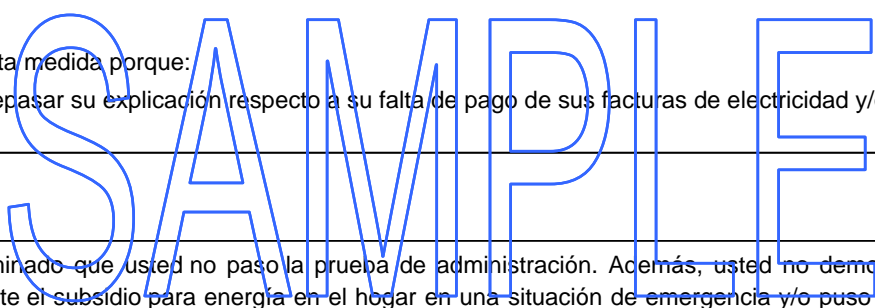 ta medida porque:
epasar su explicación respecto a su falta de pago de sus facturas de electricidad y/
SAMPLE
minado que usted no paso la prueba de administración. Además, usted no demo
te el subsidio para energía en el hogar en una situación de emergencia y/o puso